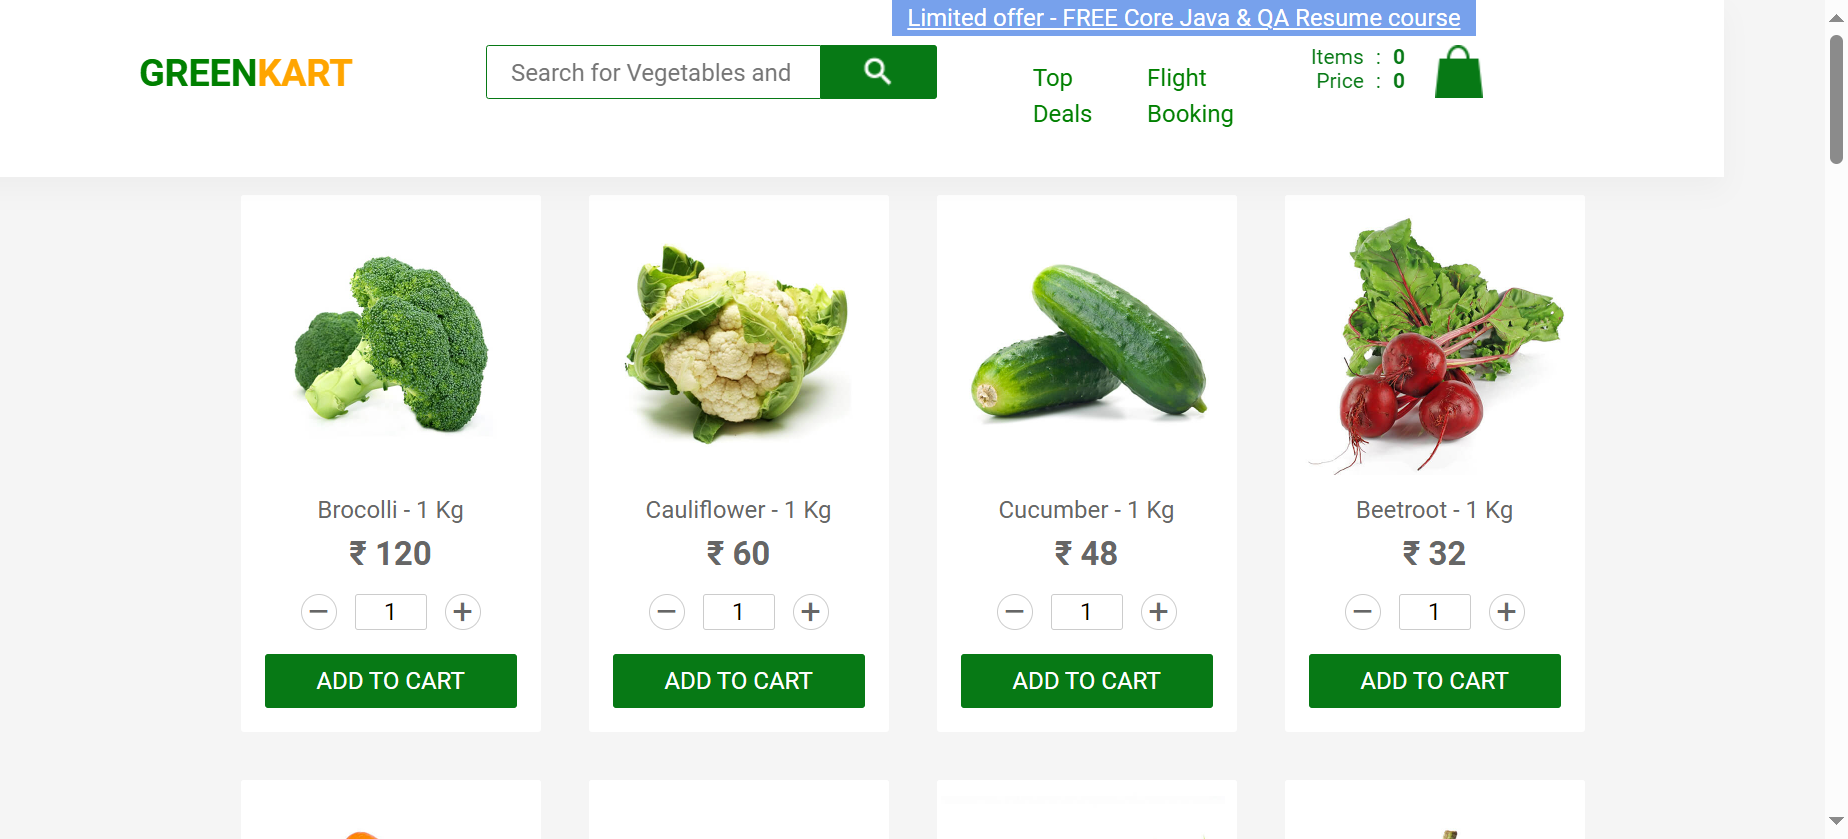 Limited offer - FREE Core Java & QA Resume course
GREENKART
Search for Vegetables and
Top Deals
Flight Booking
Items : 0
Price : 0
Brocolli - 1 Kg
₹ 120
1
ADD TO CART
Cauliflower - 1 Kg
₹ 60
1
ADD TO CART
Cucumber - 1 Kg
₹ 48
1
ADD TO CART
Beetroot - 1 Kg
₹ 32
1
ADD TO CART